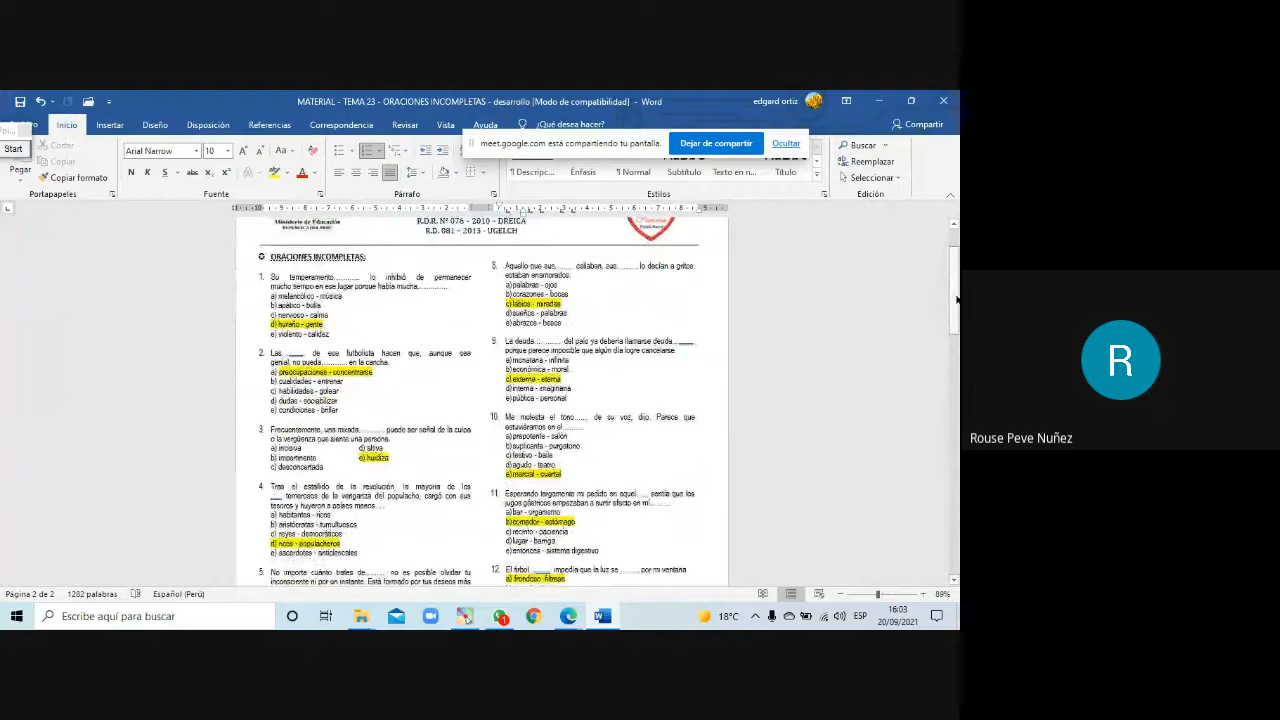 MATERIAL - TEMA 23 - ORACIONES INCOMPLETAS - desarrollo [Modo de compatibilidad] - Word
edgard ortiz
Inicio Insertar Diseño Disposición Referencias Correspondencia Revisar Vista Ayuda ¿Qué desea hacer? Compartir
meet.google.com está compartiendo tu pantalla. Dejar de compartir Ocultar
Start
Pegar
Cortar
Copiar
Copiar formato
Arial Narrow 10
N K S
¶ Descripc... Énfasis ¶ Normal Subtítulo Texto en n... Título
Buscar
Reemplazar
Seleccionar
Portapapeles Fuente Párrafo Estilos Edición
Ministerio de Educación
R.D.R. Nº 076 – 2010 – DREICA
R.D. 081 – 2013 - UGELCH
ORACIONES INCOMPLETAS:
1. Su temperamento............ lo inhibió de permanecer
mucho tiempo en ese lugar porque había mucha..............
a) melancólico - música
b) apático - bulla
c) nervioso - calma
d) huraño - gente
e) violento - calidez
2. Las ...... de ese futbolista hacen que, aunque sea
genial, no pueda............ en la cancha.
a) preocupaciones - concentrarse
b) cualidades - entrenar
c) habilidades - golear
d) dudas - sociabilizar
e) condiciones - brillar
3. Frecuentemente, una mirada........... puede ser señal de la culpa
o la vergüenza que siente una persona.
a) incisiva d) altiva
b) impertinente e) huidiza
c) desconcertada
4. Tras el estallido de la revolución, la mayoría de los
.... temerosos de la venganza del populacho, cargó con sus
tesoros y huyeron a países menos ....
a) habitantes - ricos
b) aristócratas - tumultuosos
c) reyes - democráticos
d) ricos - populacheros
e) sacerdotes - anticlericales
5. No importe cuánto trates de.......... no es posible olvidar tu
inconsciente ni por un instante. Está formado por tus deseos más
8. Aquello que sus....... callaban, sus....... lo decían a gritos:
estaban enamorados.
a) palabras - ojos
b) corazones - bocas
c) labios - miradas
d) sueños - palabras
e) abrazos - besos
9. La deuda........... del país ya debería llamarse deuda........
porque parece imposible que algún día logre cancelarse.
a) monetaria - infinita
b) económica - moral
c) externa - eterna
d) interna - imaginaria
e) pública - personal
10. Me molesta el tono...... de su voz, dijo. Parece que
estuviéramos en el.........
a) prepotente - salón
b) suplicante - purgatorio
c) festivo - baile
d) agudo - teatro
e) marcial - cuartel
11. Esperando largamente mi pedido en aquel..... sentía que los
jugos gástricos empezaban a surtir efecto en mi.........
a) bar - organismo
b) comedor - estómago
c) recinto - paciencia
d) lugar - barriga
e) entonces - sistema digestivo
12. El árbol...... impedía que la luz se........ por mi ventana
a) frondoso - filtrase
Página 2 de 2 1292 palabras Español (Perú) 89%
Escribe aquí para buscar
18°C
ESP
16:03
20/09/2021
R
Rouse Peve Nuñez